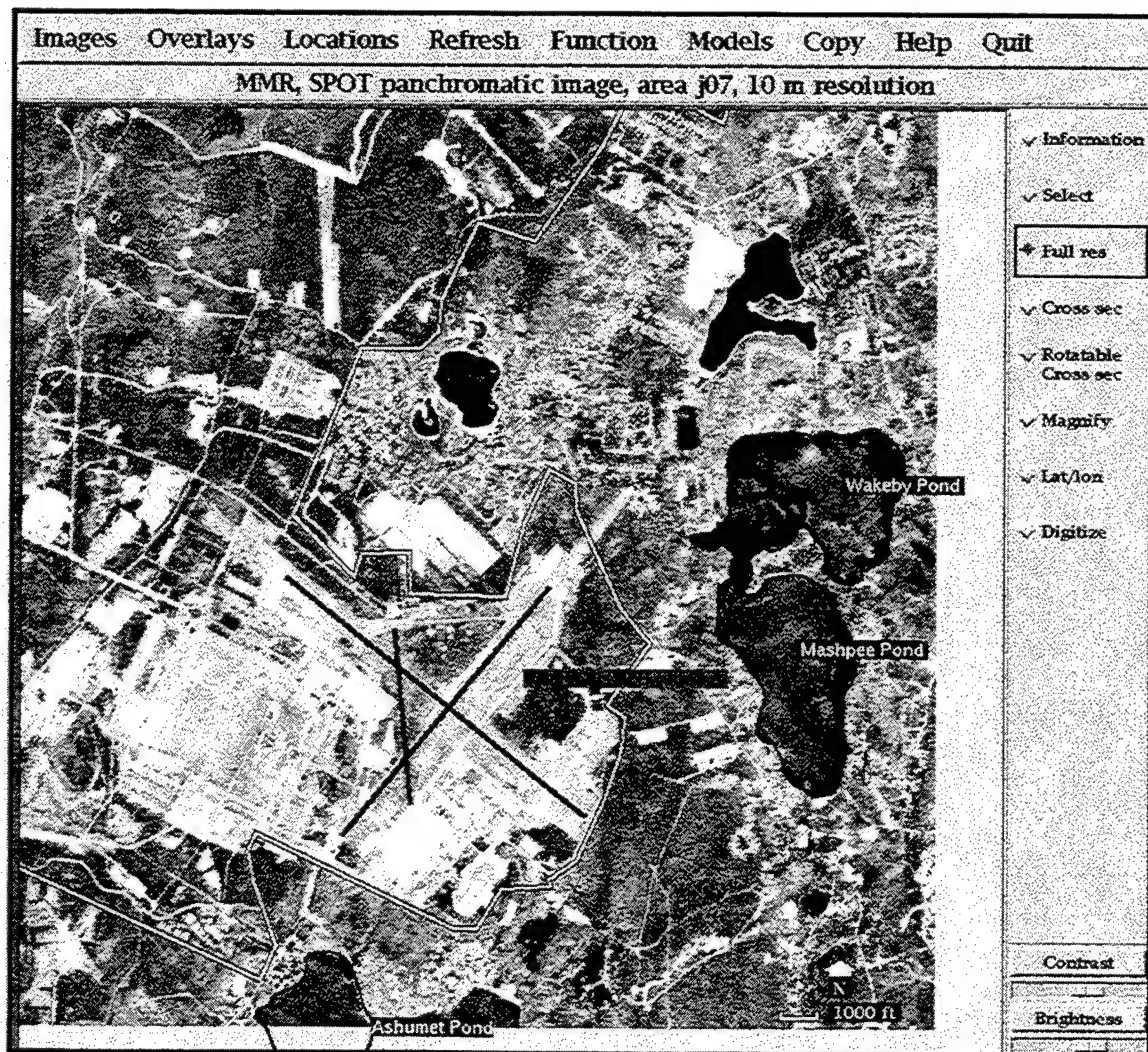 Images Overlays Locations Refresh Function Models Copy Help Quit
MMR, SPOT panchromatic image, area j07, 10 m resolution
Information
Select
Full res
Cross sec
Rotatable
Cross sec
Magnify
Lat/lon
Digitize
Wakeby Pond
Mashpee Pond
Ashumet Pond
N
1000 ft
Contrast
Brightness